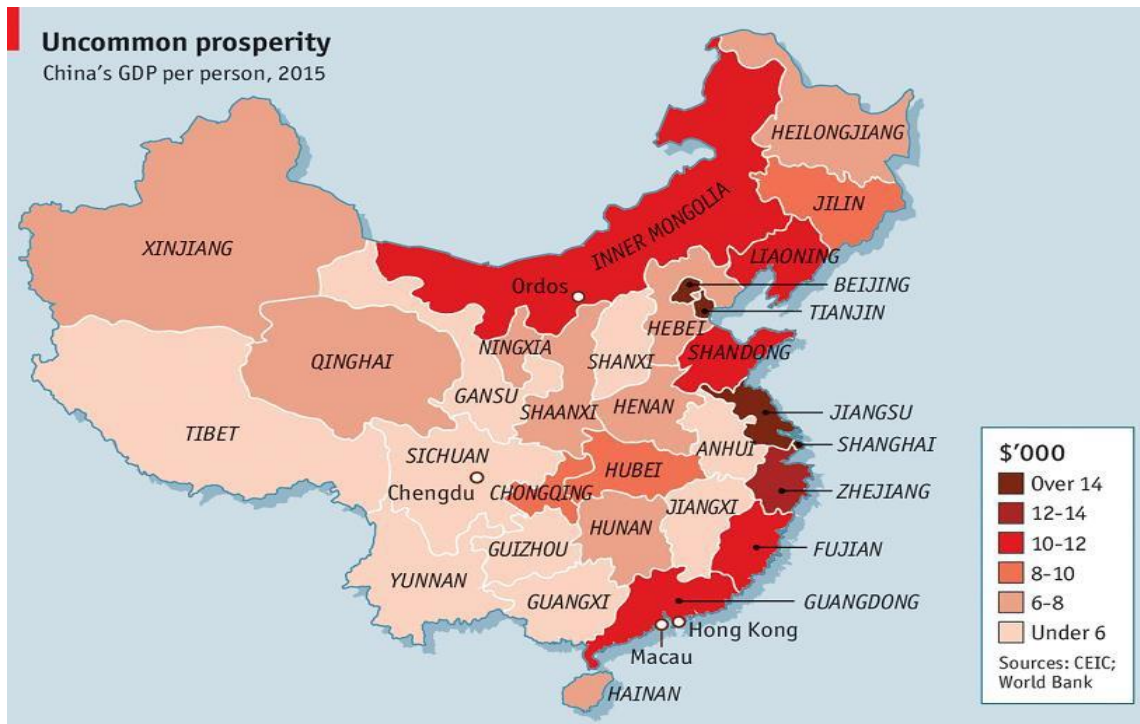 Uncommon prosperity
China's GDP per person, 2015
HEILONGJIANG
JILIN
INNER MONGOLIA
XINJIANG
LIAONING
BEIJING
Ordos
TIANJIN
HEBEI
NINGXIA
SHANXI
SHANDONG
QINGHAI
GANSU
SHAANXI
HENAN
JIANGSU
TIBET
ANHUI
SHANGHAI
SICHUAN
HUBEI
Chengdu
CHONGQING
ZHEJIANG
JIANGXI
HUNAN
GUIZHOU
FUJIAN
YUNNAN
GUANGXI
GUANGDONG
Hong Kong
Macau
HAINAN
$'000
Over 14
12–14
10–12
8–10
6–8
Under 6
Sources: CEIC;
World Bank